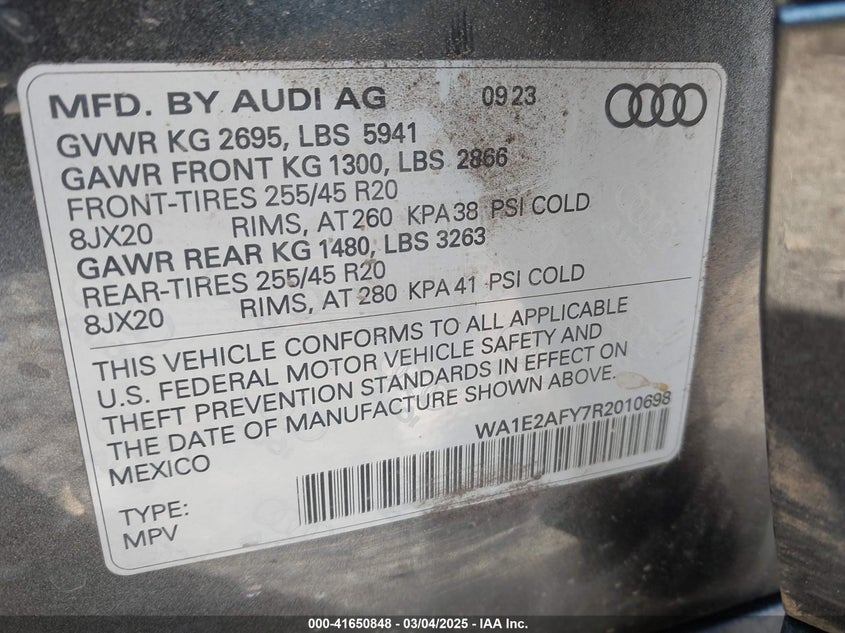 MFD. BY AUDI AG 09 23
GVWR KG 2695, LBS 5941
GAWR FRONT KG 1300, LBS 2866
FRONT-TIRES 255/45 R20
8JX20 RIMS, AT 260 KPA 38 PSI COLD
GAWR REAR KG 1480, LBS 3263
REAR-TIRES 255/45 R20
8JX20 RIMS, AT 280 KPA 41 PSI COLD
THIS VEHICLE CONFORMS TO ALL APPLICABLE
U.S. FEDERAL MOTOR VEHICLE SAFETY AND
THEFT PREVENTION STANDARDS IN EFFECT ON
THE DATE OF MANUFACTURE SHOWN ABOVE.
MEXICO WA1E2AFY7R2010698
TYPE:
MPV
000-41650848 - 03/04/2025 - IAA Inc.